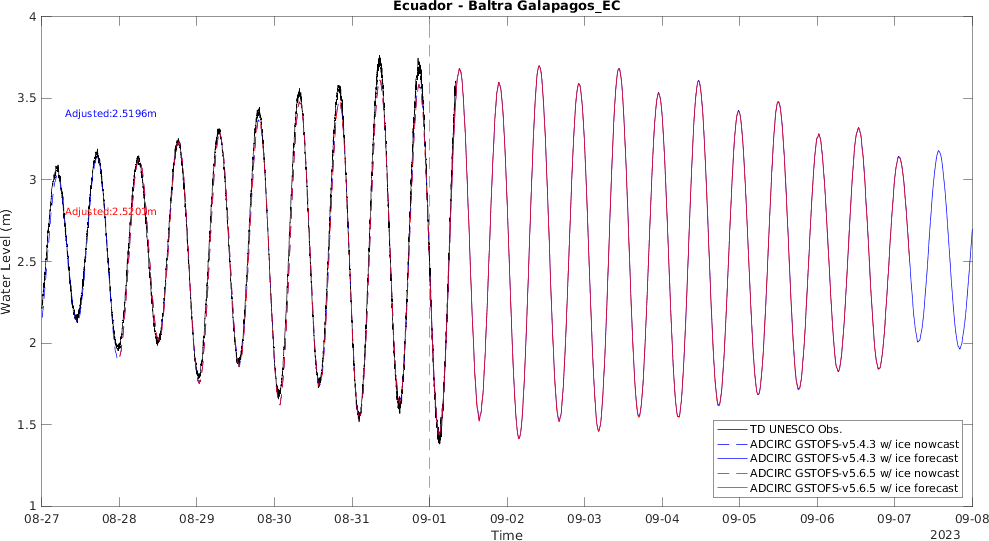 Ecuador - Baltra Galapagos_EC
4
3.5
3
2.5
2
1.5
1
Water Level (m)
Adjusted:2.5196m
Adjusted:2.5201m
TD UNESCO Obs.
ADCIRC GSTOFS-v5.4.3 w/ ice nowcast
ADCIRC GSTOFS-v5.4.3 w/ ice forecast
ADCIRC GSTOFS-v5.6.5 w/ ice nowcast
ADCIRC GSTOFS-v5.6.5 w/ ice forecast
08-27 08-28 08-29 08-30 08-31 09-01 09-02 09-03 09-04 09-05 09-06 09-07 09-08
Time
2023